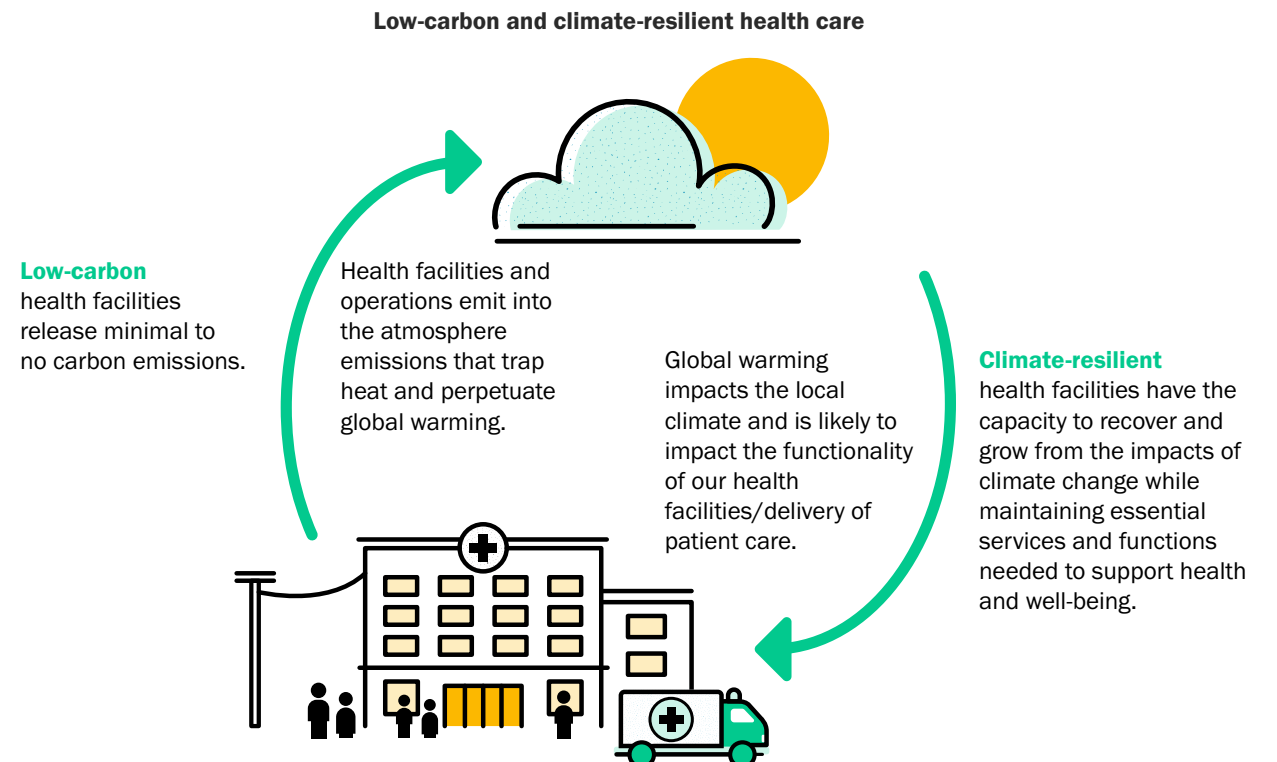 Low-carbon and climate-resilient health care
Low-carbon
health facilities
release minimal to
no carbon emissions.
Health facilities and
operations emit into
the atmosphere
emissions that trap
heat and perpetuate
global warming.
Global warming
impacts the local
climate and is likely to
impact the functionality
of our health
facilities/delivery of
patient care.
Climate-resilient
health facilities have the
capacity to recover and
grow from the impacts of
climate change while
maintaining essential
services and functions
needed to support health
and well-being.